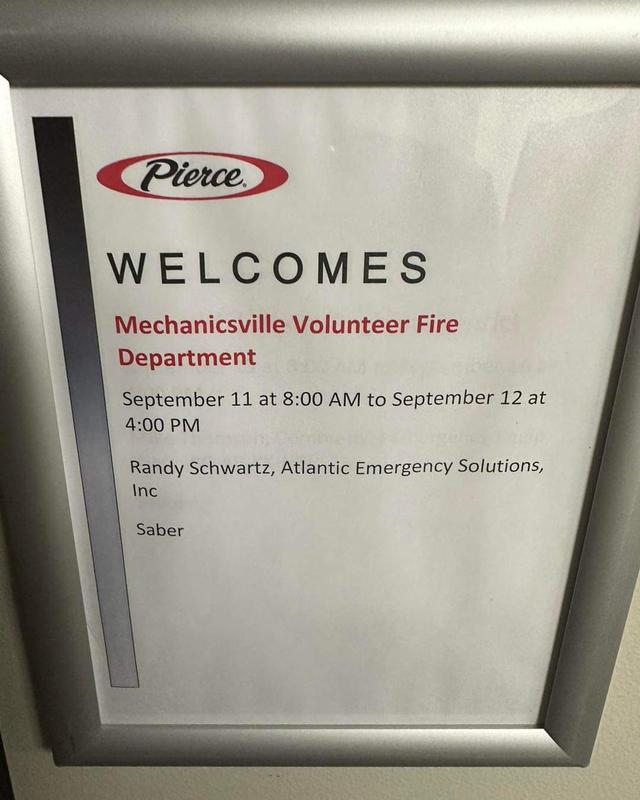 Pierce
WELCOMES
Mechanicsville Volunteer Fire
Department
September 11 at 8:00 AM to September 12 at
4:00 PM
Randy Schwartz, Atlantic Emergency Solutions,
Inc
Saber